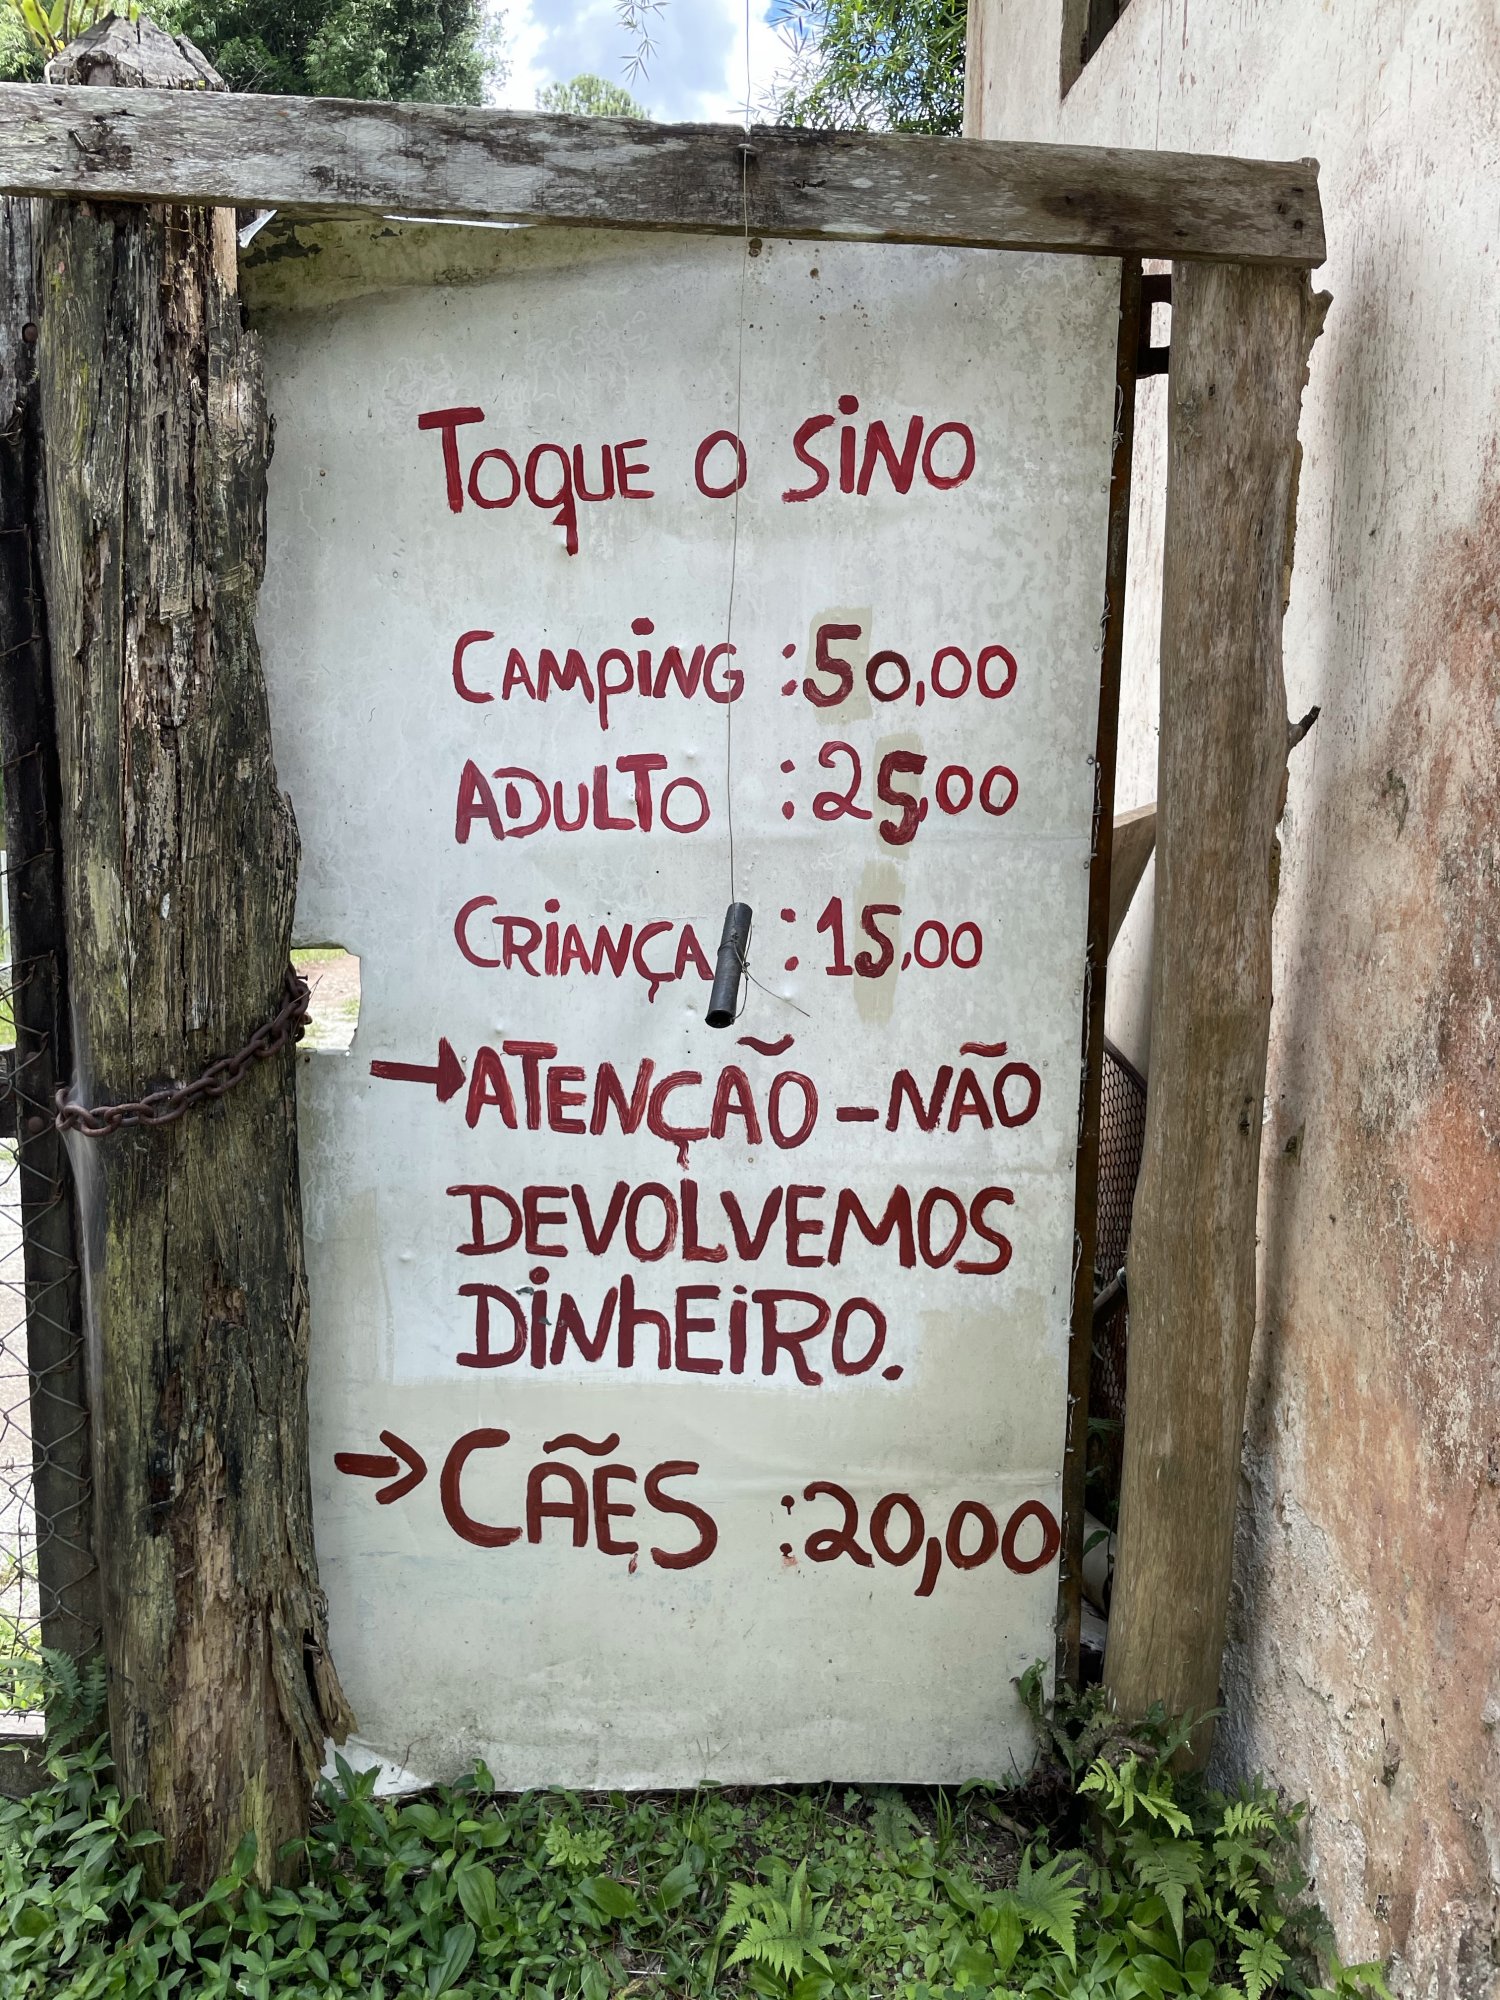 Toque o sino
Camping :50,00
Adulto :25,00
Criança :15,00
→Atenção - não
devolvemos
dinheiro.
→Cães :20,00